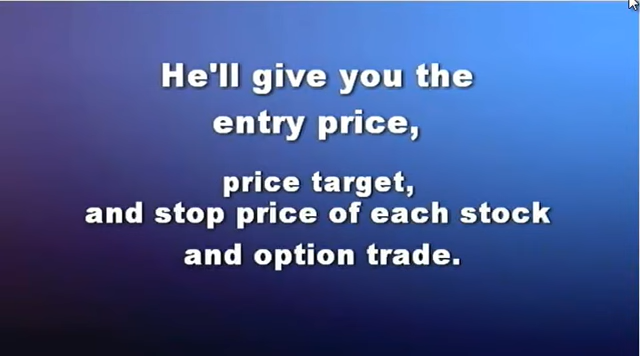 He'll give you the
entry price,
price target,
and stop price of each stock
and option trade.